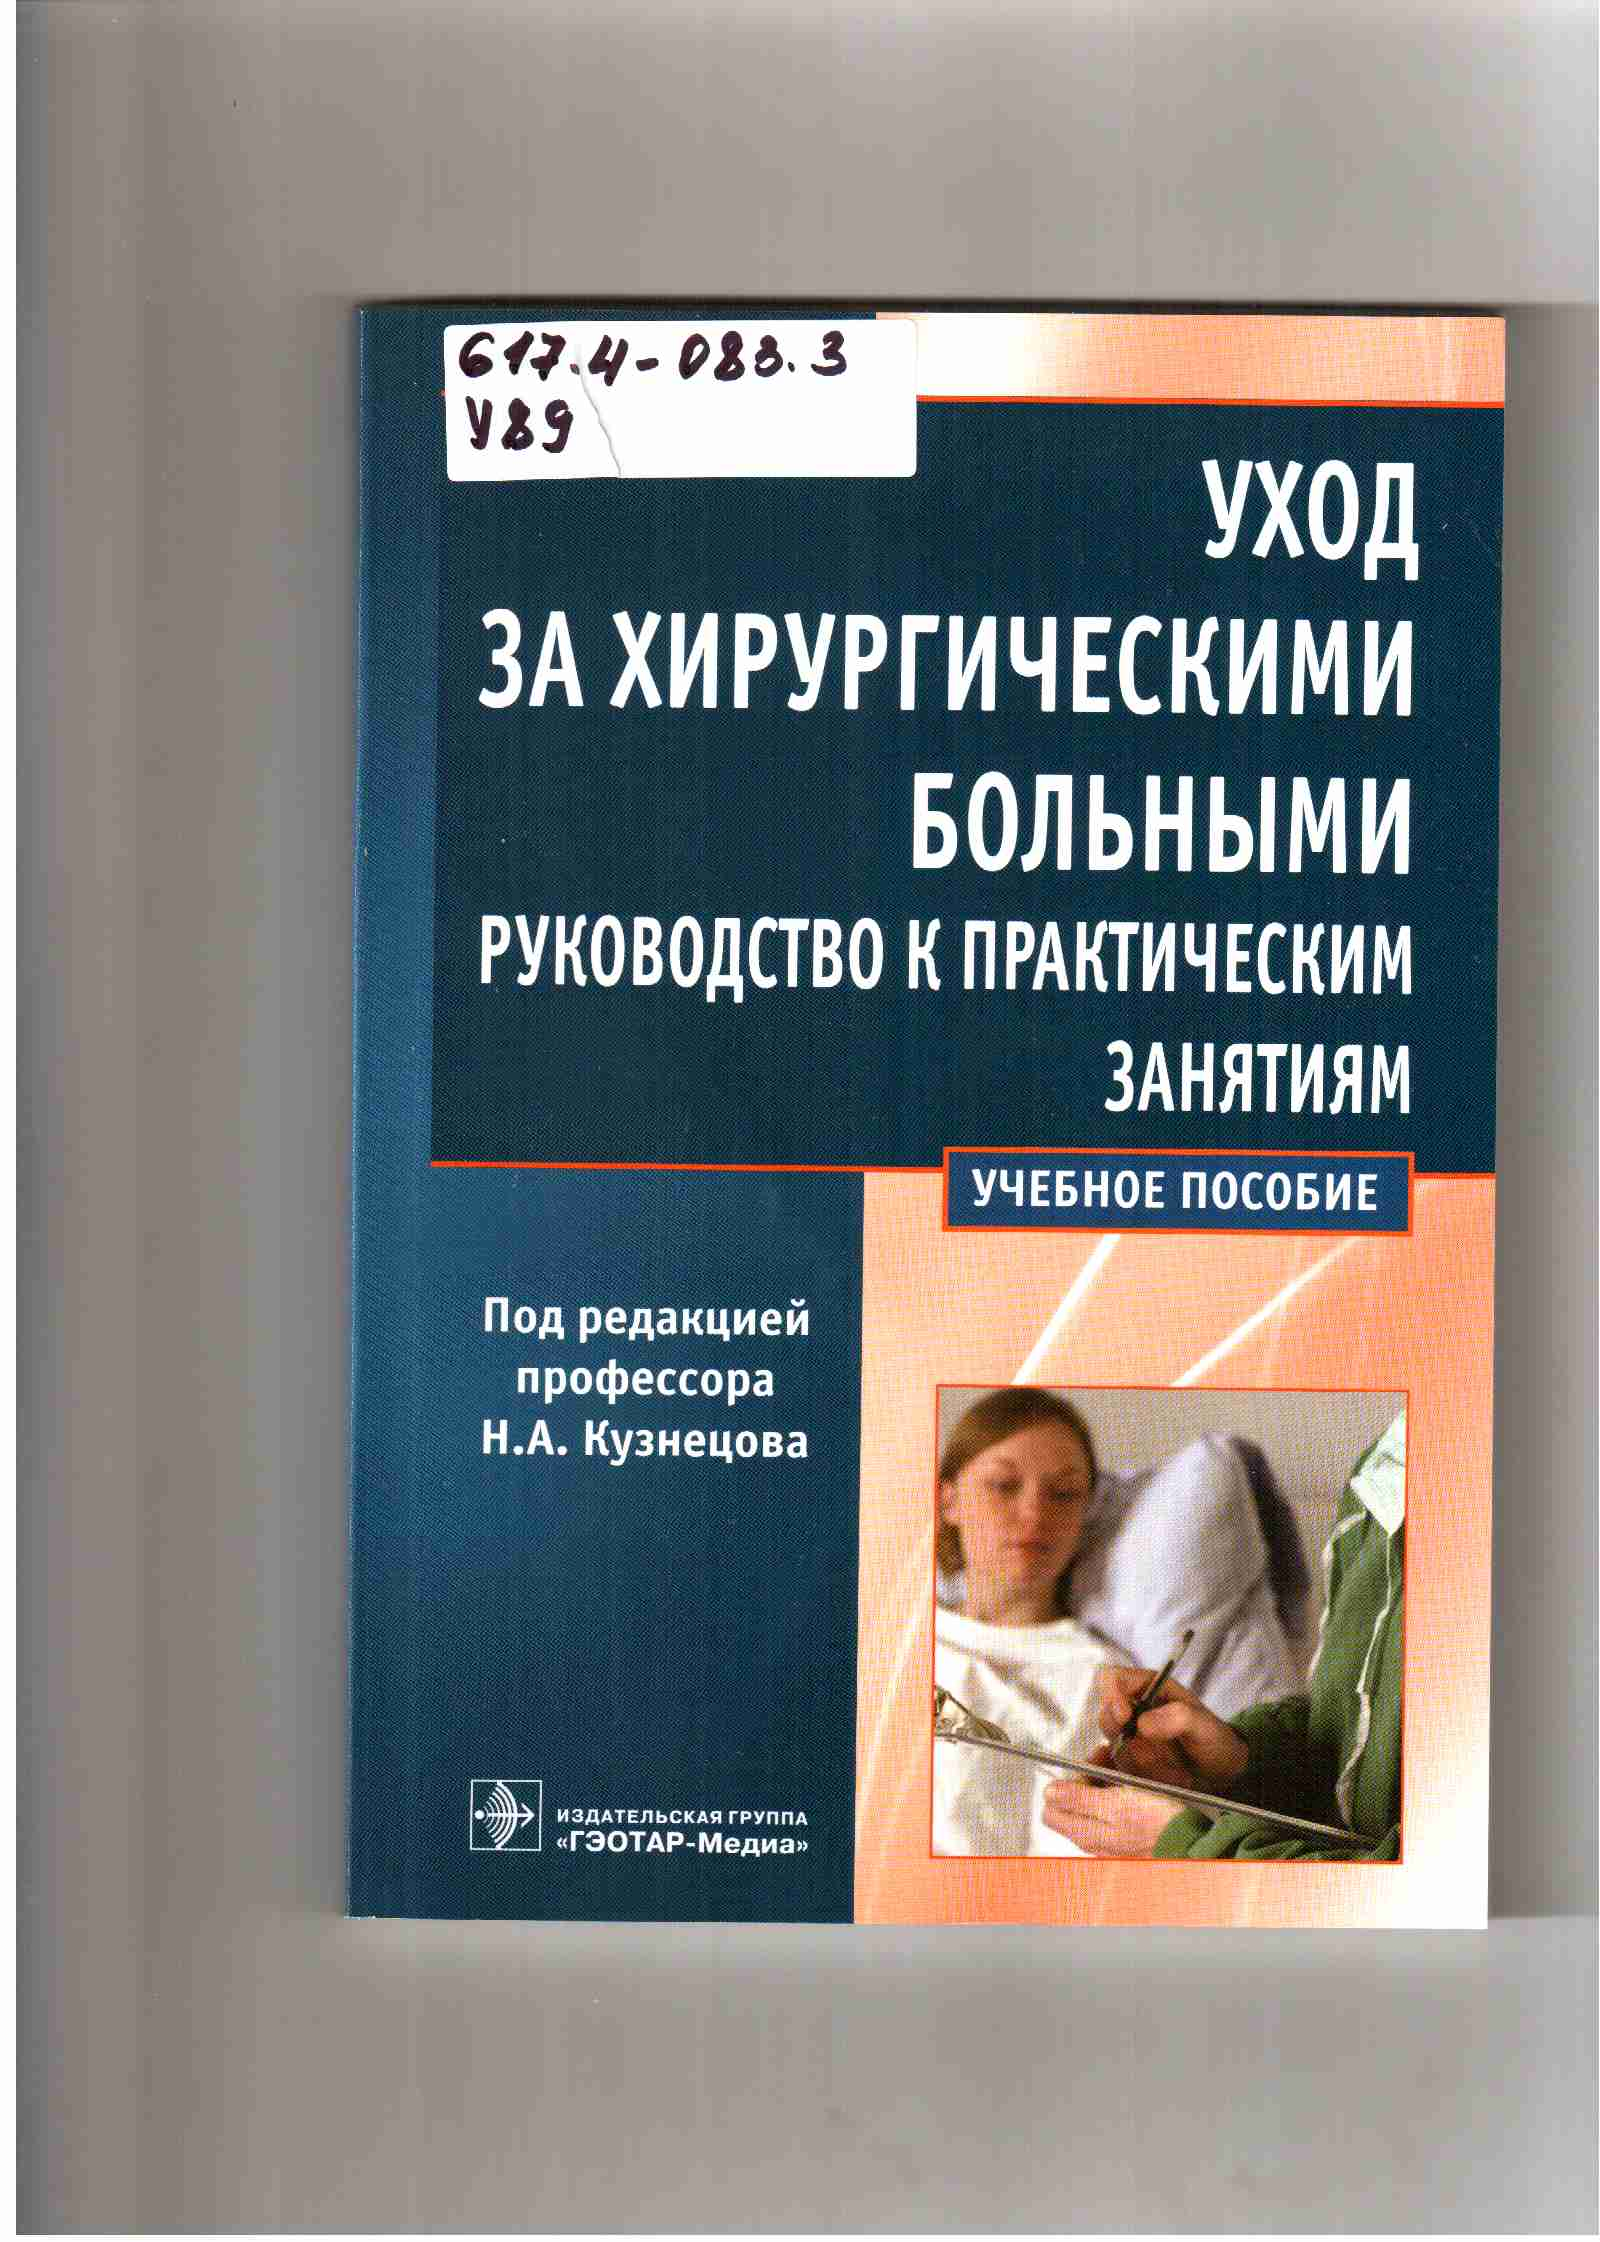 617.4-083.3
У89
УХОД
ЗА ХИРУРГИЧЕСКИМИ
БОЛЬНЫМИ
РУКОВОДСТВО К ПРАКТИЧЕСКИМ
ЗАНЯТИЯМ
УЧЕБНОЕ ПОСОБИЕ
Под редакцией
профессора
Н.А. Кузнецова
ИЗДАТЕЛЬСКАЯ ГРУППА
«ГЭОТАР-Медиа»